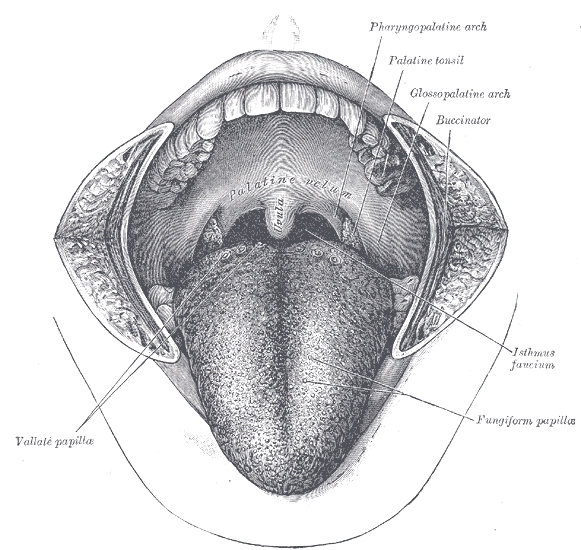 Pharyngopalatine arch
Palatine tonsil
Glossopalatine arch
Buccinator
Palatine velum
Uvula
Isthmus
faucium
Fungiform papillæ
Vallate papillæ